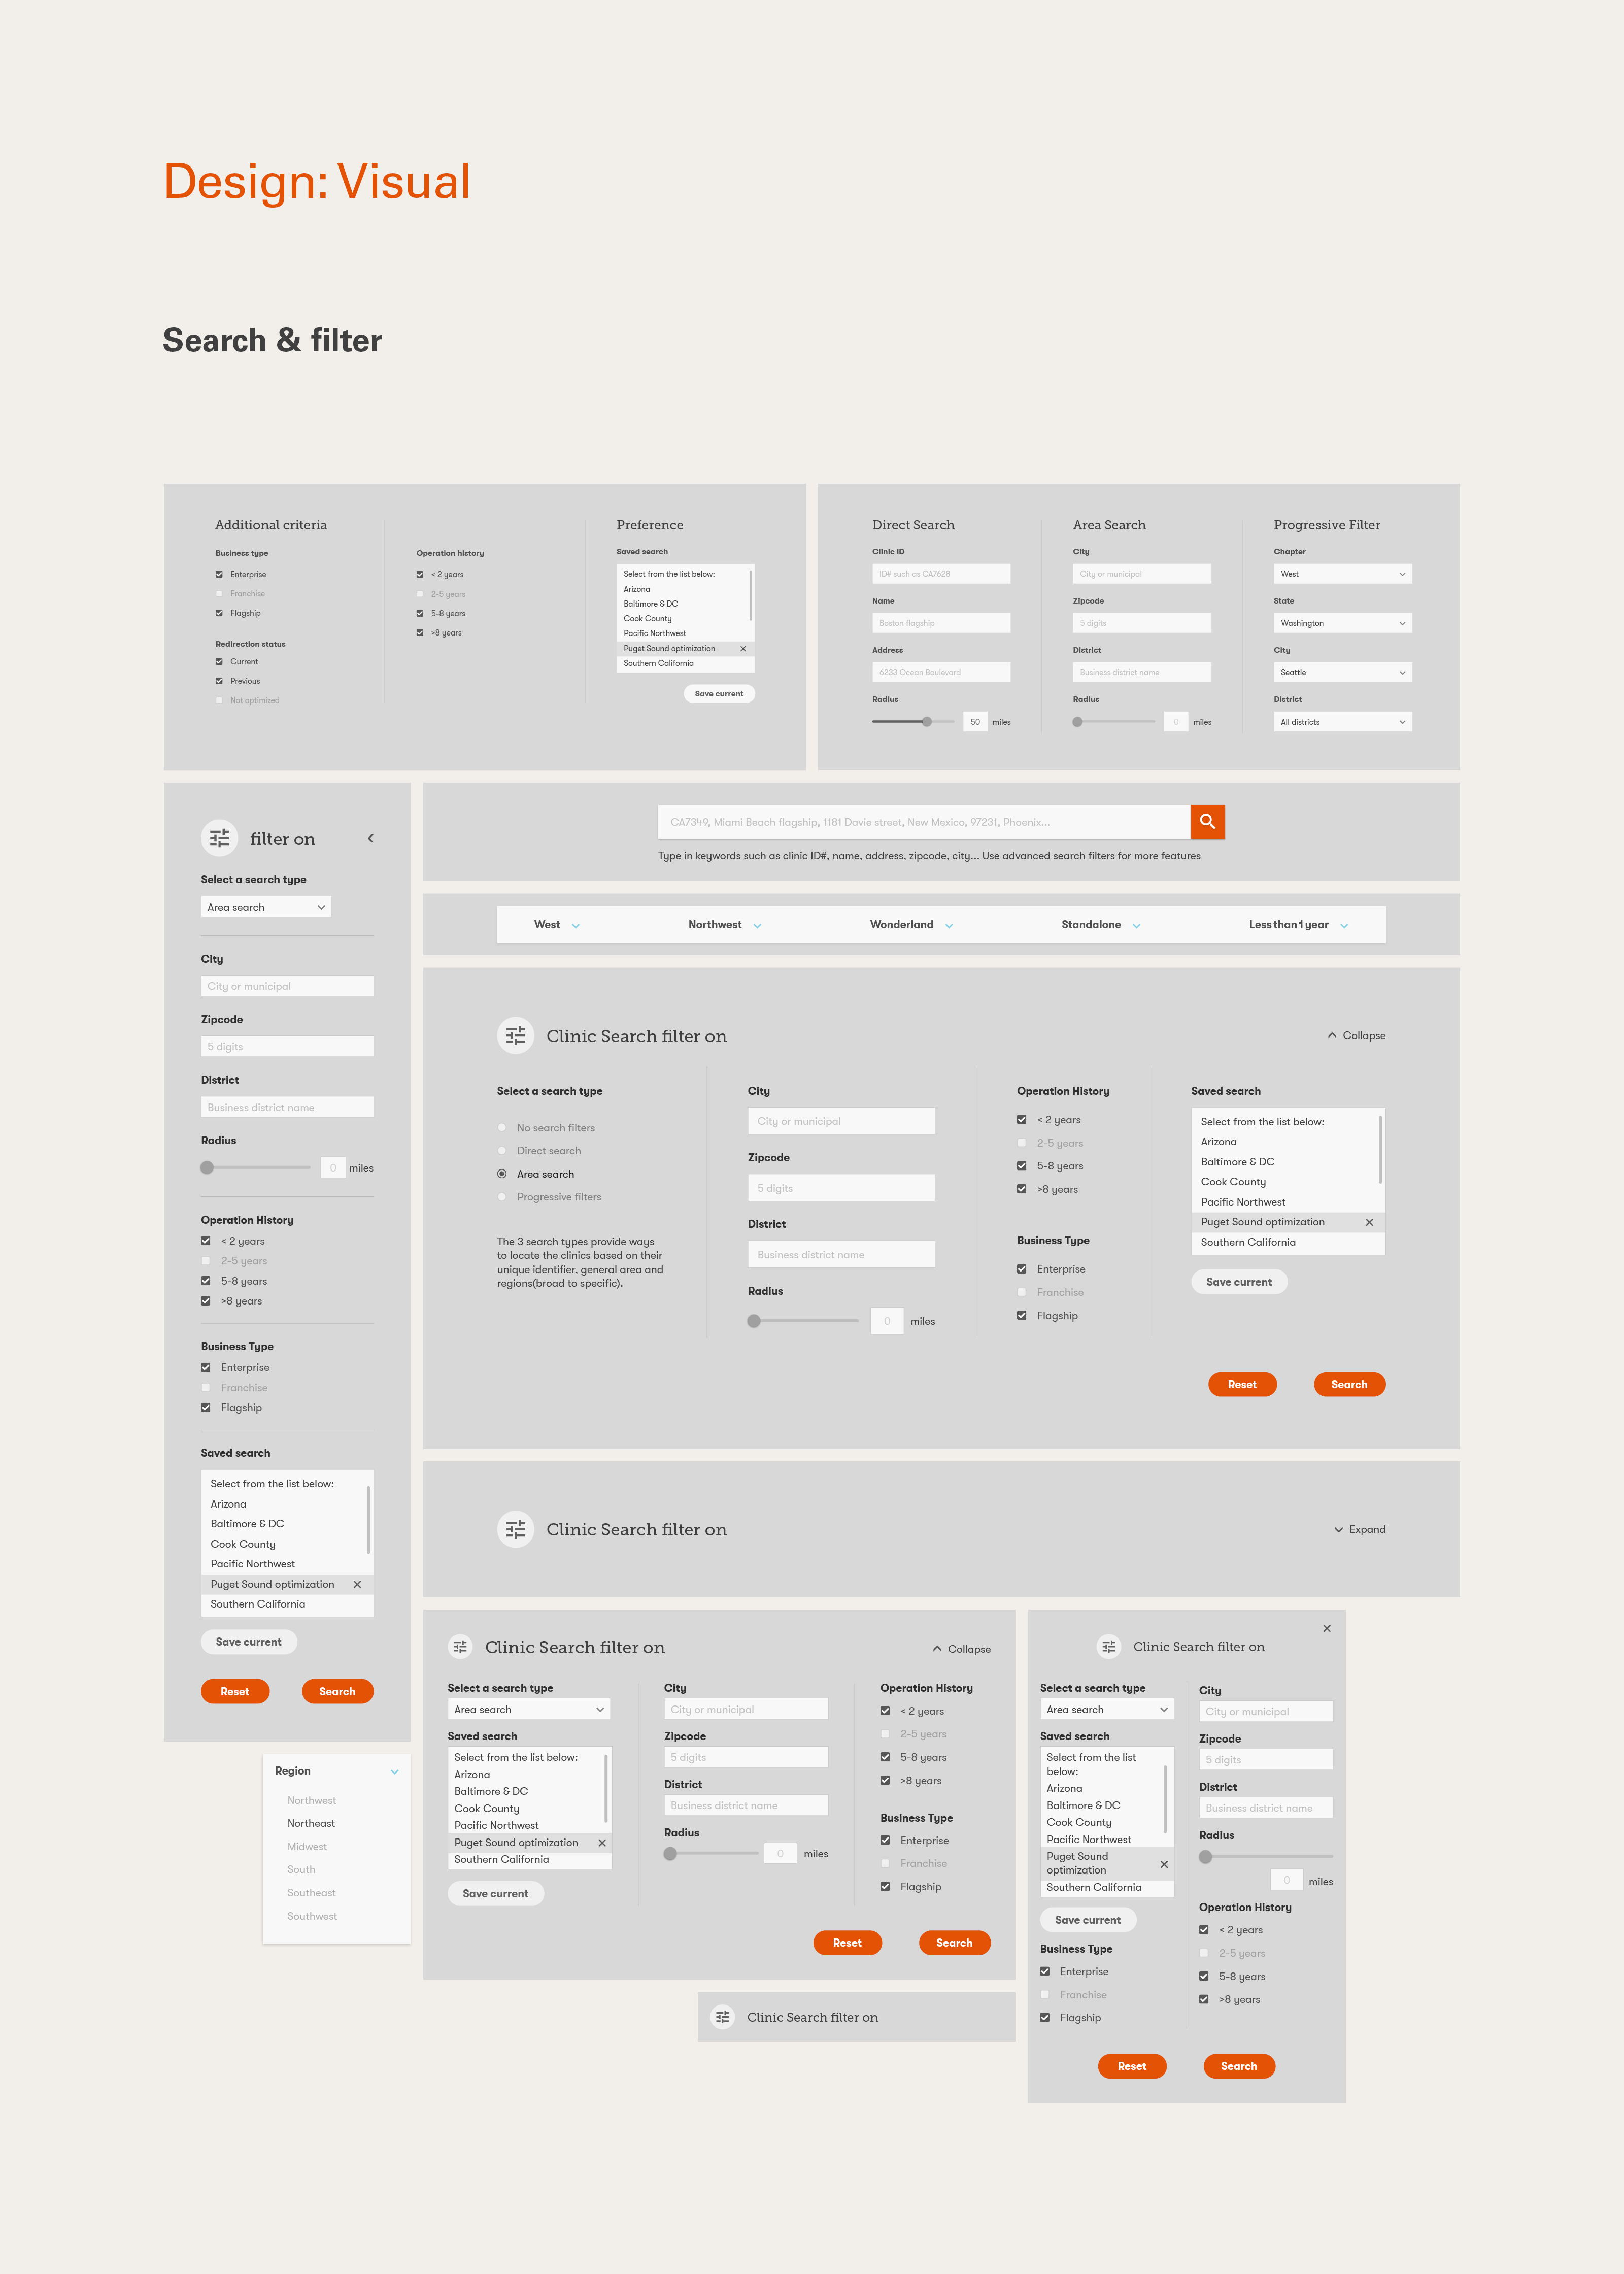 Design: Visual
Search & filter
Additional criteria
Business type
Enterprise
Franchise
Flagship
Redirection status
Current
Previous
Not optimized
Operation history
< 2 years
2-5 years
5-8 years
>8 years
Preference
Saved search
Select from the list below:
Arizona
Baltimore & DC
Cook County
Pacific Northwest
Puget Sound optimization
Southern California
Save current
Direct Search
Clinic ID
ID# such as CA7628
Name
Boston flagship
Address
6233 Ocean Boulevard
Radius
50 miles
Area Search
City
City or municipal
Zipcode
5 digits
District
Business district name
Radius
0 miles
Progressive Filter
Chapter
West
State
Washington
City
Seattle
District
All districts
filter on
Select a search type
Area search
City
City or municipal
Zipcode
5 digits
District
Business district name
Radius
0 miles
Operation History
< 2 years
2-5 years
5-8 years
>8 years
Business Type
Enterprise
Franchise
Flagship
Saved search
Select from the list below:
Arizona
Baltimore & DC
Cook County
Pacific Northwest
Puget Sound optimization
Southern California
Save current
Reset Search
Region
Northwest
Northeast
Midwest
South
Southeast
Southwest
CA7349, Miami Beach flagship, 1181 Davie street, New Mexico, 97231, Phoenix...
Type in keywords such as clinic ID#, name, address, zipcode, city... Use advanced search filters for more features
West Northwest Wonderland Standalone Less than 1 year
Clinic Search filter on
Collapse
Select a search type
No search filters
Direct search
Area search
Progressive filters
The 3 search types provide ways
to locate the clinics based on their
unique identifier, general area and
regions(broad to specific).
City
City or municipal
Zipcode
5 digits
District
Business district name
Radius
0 miles
Operation History
< 2 years
2-5 years
5-8 years
>8 years
Business Type
Enterprise
Franchise
Flagship
Saved search
Select from the list below:
Arizona
Baltimore & DC
Cook County
Pacific Northwest
Puget Sound optimization
Southern California
Save current
Reset Search
Clinic Search filter on
Expand
Clinic Search filter on
Collapse
Select a search type
Area search
Saved search
Select from the list below:
Arizona
Baltimore & DC
Cook County
Pacific Northwest
Puget Sound optimization
Southern California
Save current
City
City or municipal
Zipcode
5 digits
District
Business district name
Radius
0 miles
Operation History
< 2 years
2-5 years
5-8 years
>8 years
Business Type
Enterprise
Franchise
Flagship
Reset Search
Clinic Search filter on
Clinic Search filter on
Select a search type
Area search
Saved search
Select from the list
below:
Arizona
Baltimore & DC
Cook County
Pacific Northwest
Puget Sound
optimization
Southern California
Save current
Business Type
Enterprise
Franchise
Flagship
City
City or municipal
Zipcode
5 digits
District
Business district name
Radius
0 miles
Operation History
< 2 years
2-5 years
5-8 years
>8 years
Reset Search